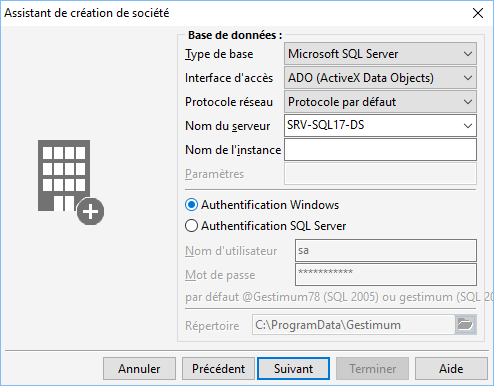 Assistant de création de société
Base de données :
Type de base Microsoft SQL Server
Interface d'accès ADO (ActiveX Data Objects)
Protocole réseau Protocole par défaut
Nom du serveur SRV-SQL17-DS
Nom de l'instance
Paramètres
Authentification Windows
Authentification SQL Server
Nom d'utilisateur sa
Mot de passe ***********
par défaut @Gestimum78 (SQL 2005) ou gestimum (SQL 20
Répertoire C:\ProgramData\Gestimum
Annuler Précédent Suivant Terminer Aide